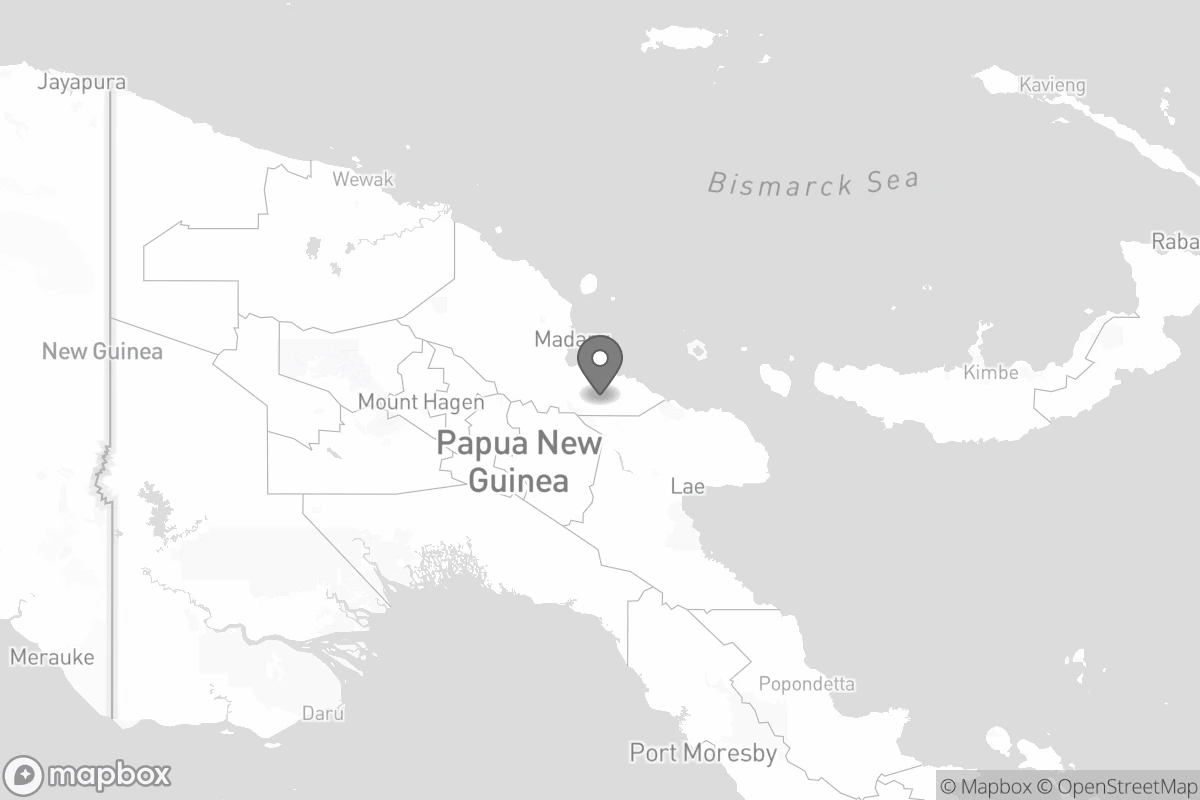 Jayapura
Kavieng
Wewak
Bismarck Sea
Raba
Madang
New Guinea
Kimbe
Mount Hagen
Papua New
Guinea
Lae
Merauke
Popondetta
Daru
Port Moresby
mapbox
© Mapbox © OpenStreetMap